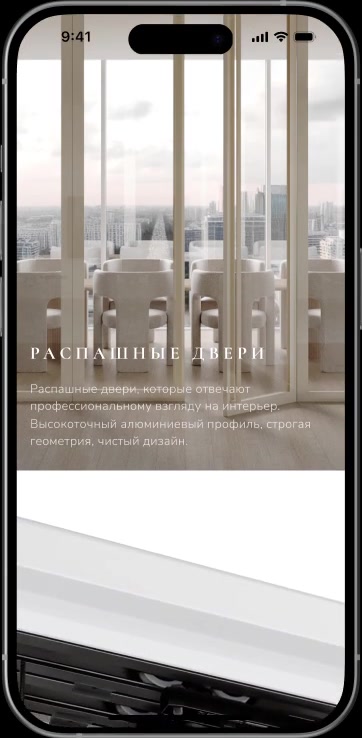 9:41
РАСПАШНЫЕ ДВЕРИ
Распашные двери, которые отвечают
профессиональному взгляду на интерьер.
Высокоточный алюминиевый профиль, строгая
геометрия, чистый дизайн.